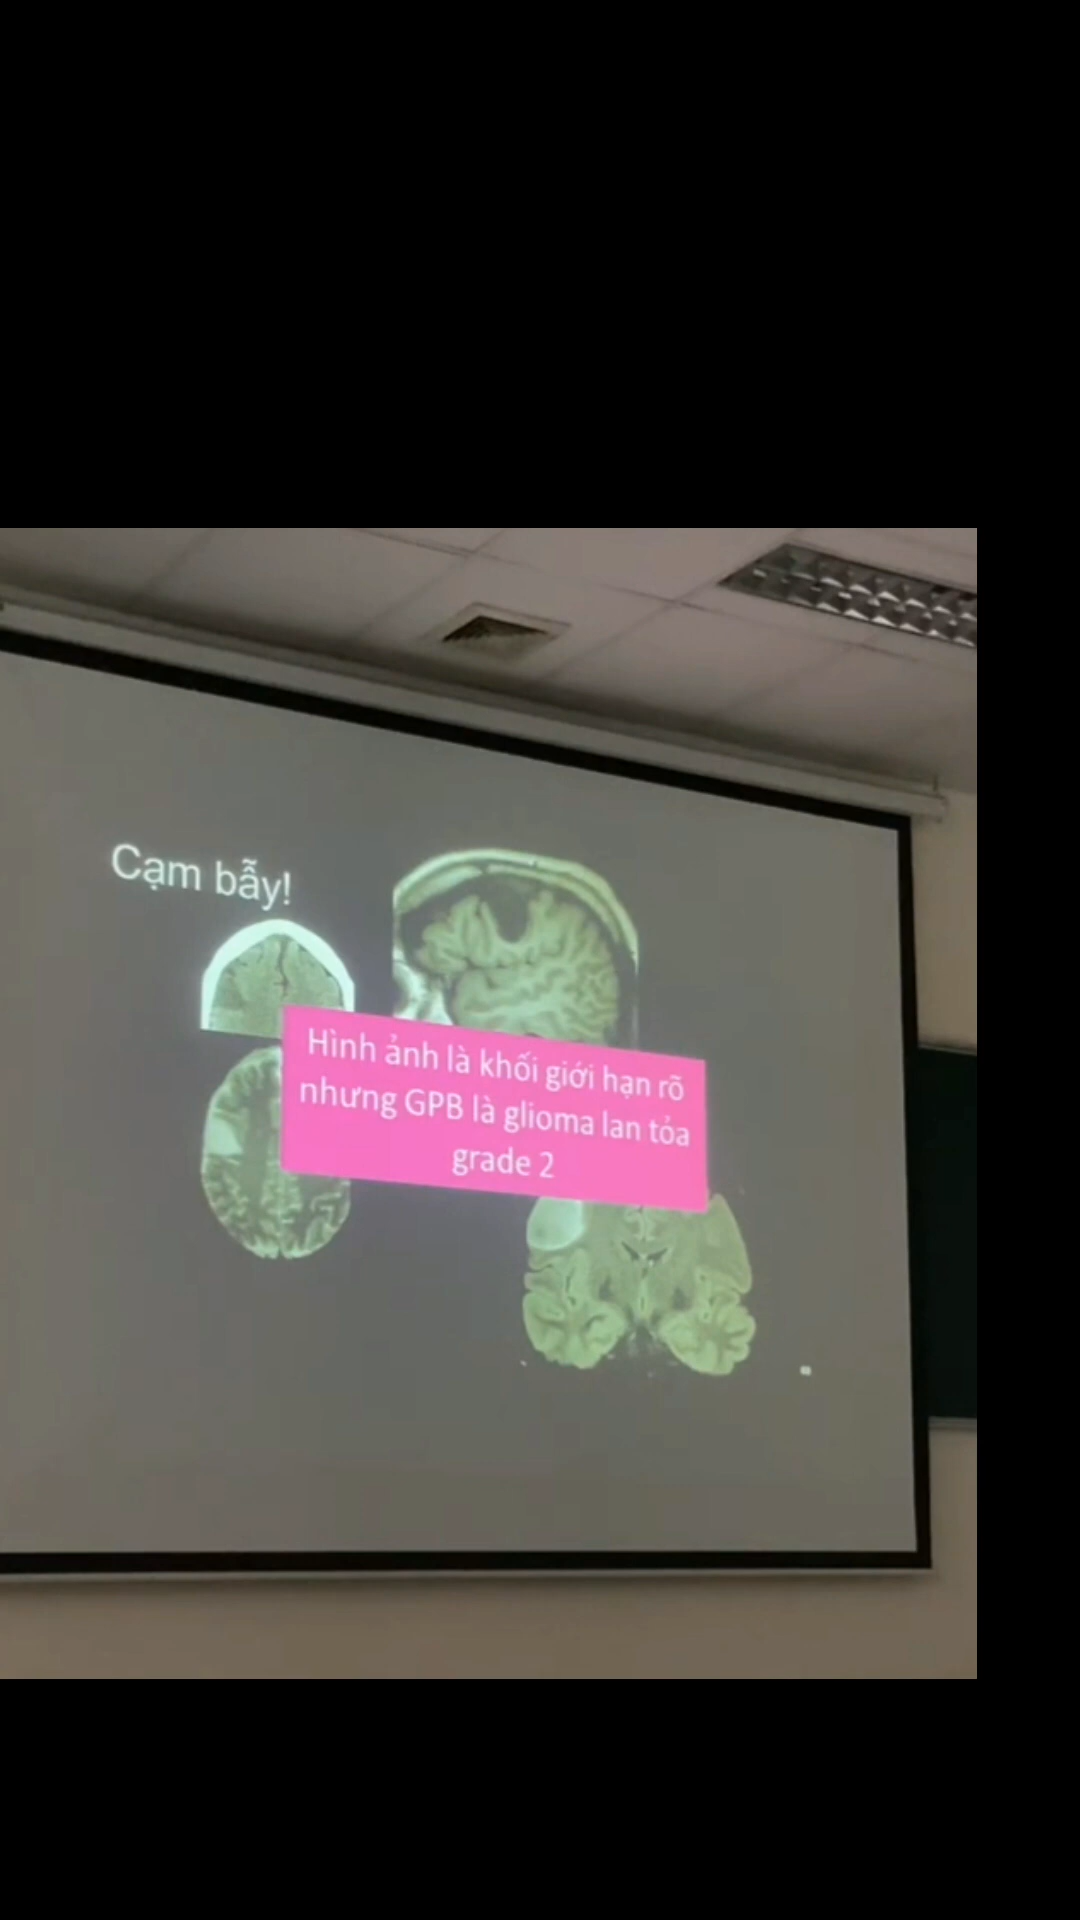 Cạm bẫy!
Hình ảnh là khối giới hạn rõ
nhưng GPB là glioma lan tỏa
grade 2